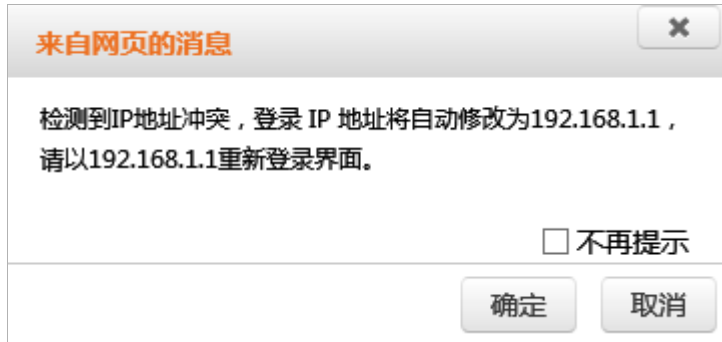 来自网页的消息
检测到IP地址冲突，登录 IP 地址将自动修改为192.168.1.1，
请以192.168.1.1重新登录界面。
不再提示
确定
取消